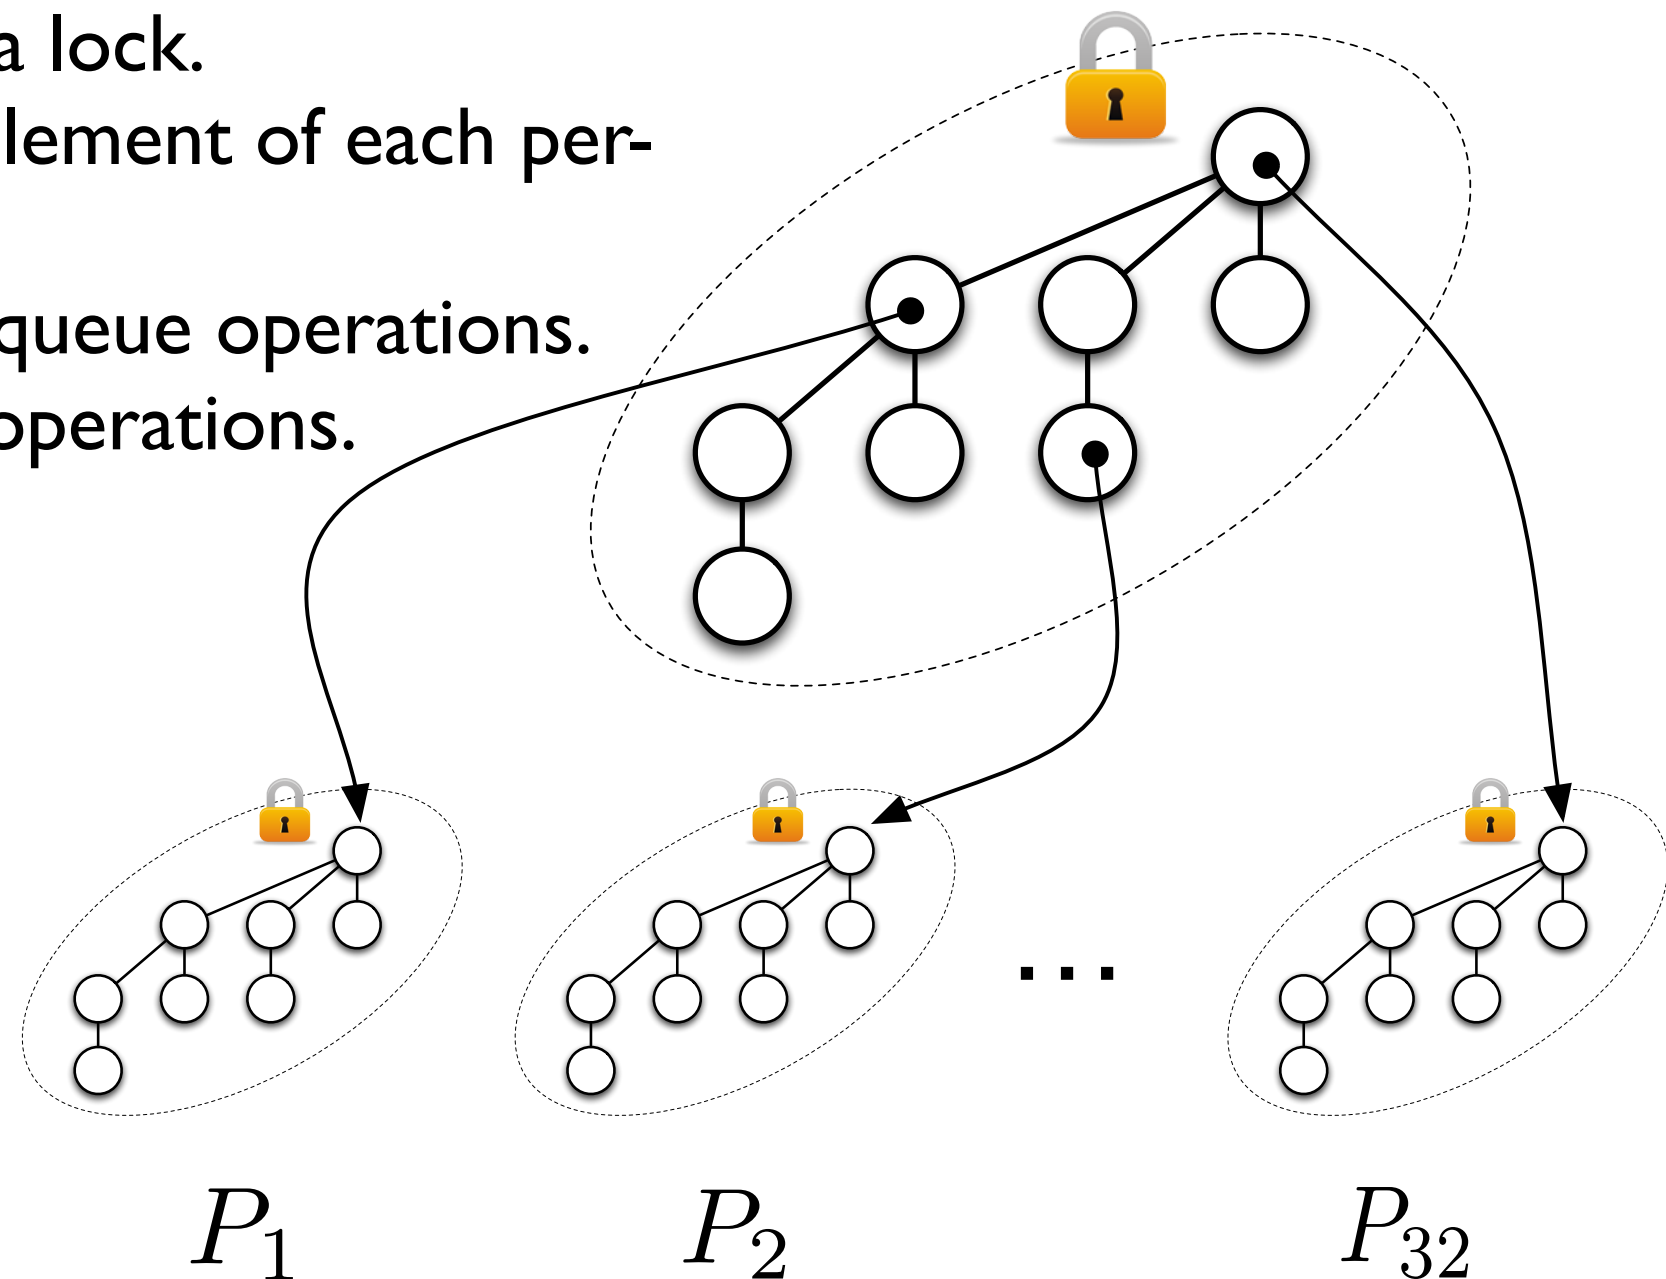 a lock.
lement of each per-
queue operations.
operations.
...
P1 P2 P32